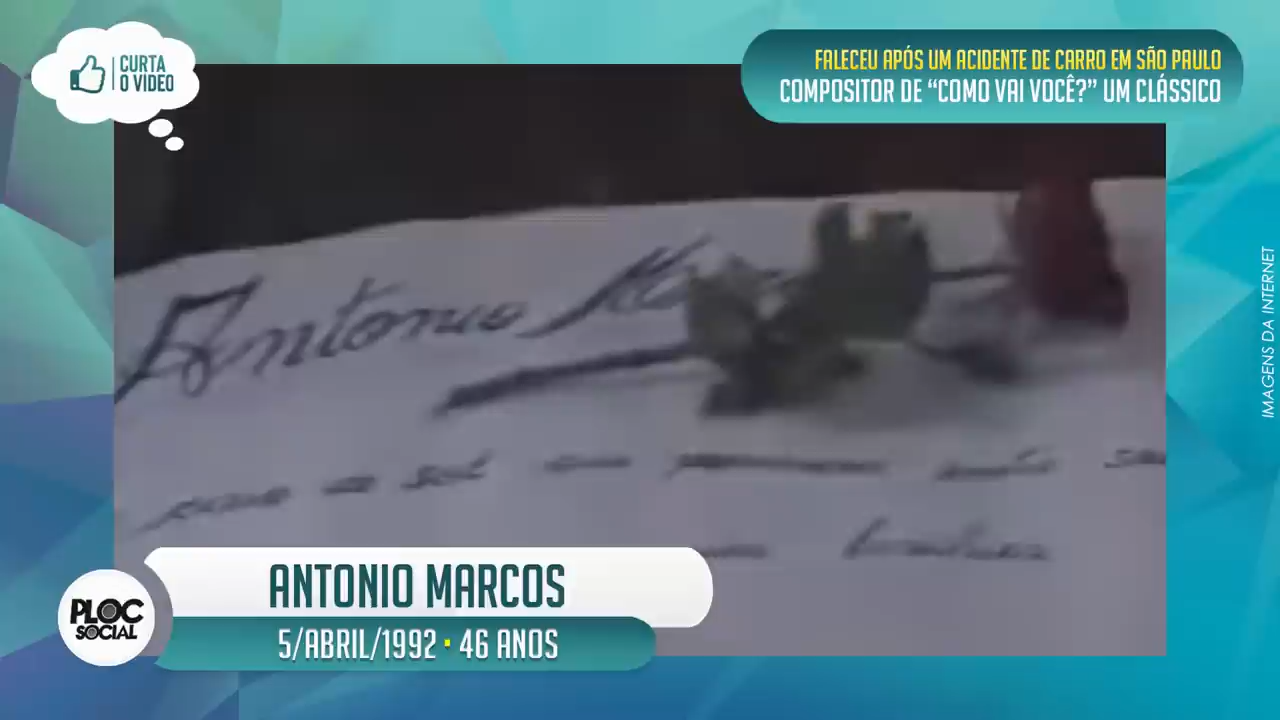 CURTA
O VIDEO
FALECEU APÓS UM ACIDENTE DE CARRO EM SÃO PAULO
COMPOSITOR DE “COMO VAI VOCÊ?” UM CLÁSSICO
IMAGENS DA INTERNET
Antonio
ANTONIO MARCOS
5/ABRIL/1992 · 46 ANOS
PLOC
SOCIAL